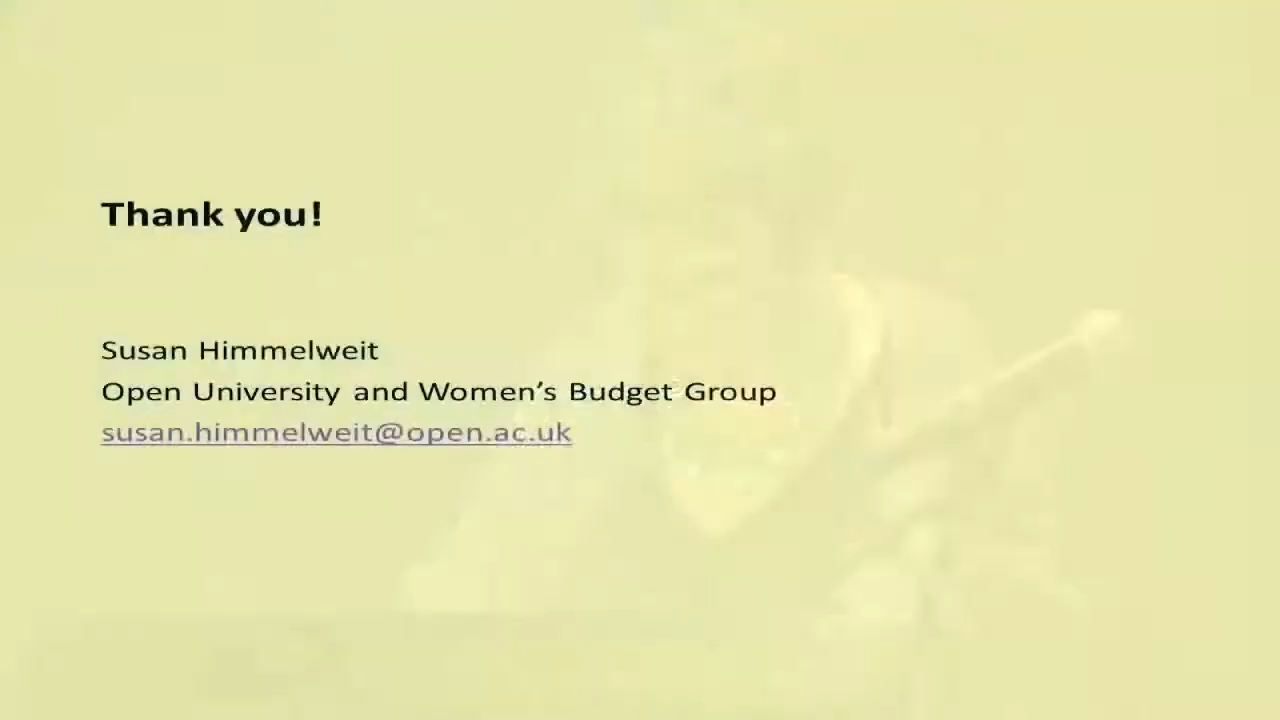 Thank you!
Susan Himmelweit
Open University and Women’s Budget Group
susan.himmelweit@open.ac.uk